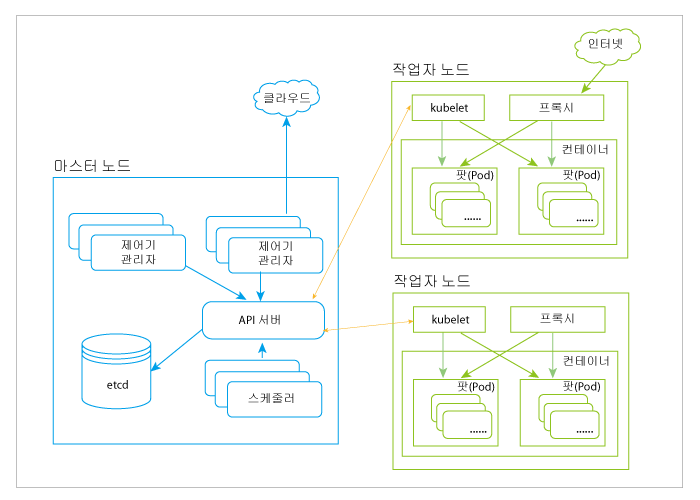 인터넷
작업자 노드
kubelet
프록시
컨테이너
팟(Pod)
......
팟(Pod)
......
클라우드
마스터 노드
제어기
관리자
제어기
관리자
API 서버
etcd
스케줄러
작업자 노드
kubelet
프록시
컨테이너
팟(Pod)
......
팟(Pod)
......